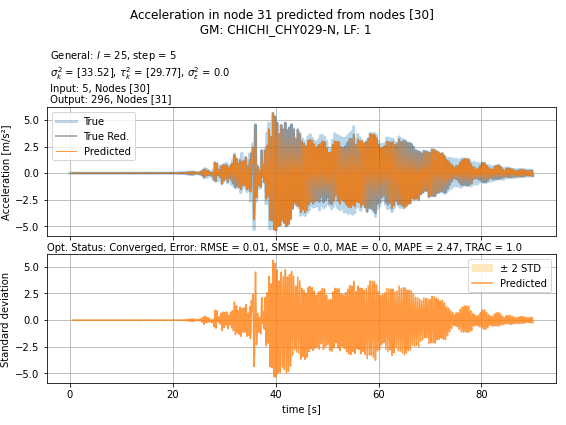 Acceleration in node 31 predicted from nodes [30]
GM: CHICHI_CHY029-N, LF: 1
General: l = 25, step = 5
σ²ₖ = [33.52], τ²ₖ = [29.77], σ²ε = 0.0
Input: 5, Nodes [30]
Output: 296, Nodes [31]
Acceleration [m/s²]
5.0
2.5
0.0
−2.5
−5.0
True
True Red.
Predicted
Opt. Status: Converged, Error: RMSE = 0.01, SMSE = 0.0, MAE = 0.0, MAPE = 2.47, TRAC = 1.0
Standard deviation
5.0
2.5
0.0
−2.5
−5.0
± 2 STD
Predicted
0 20 40 60 80
time [s]